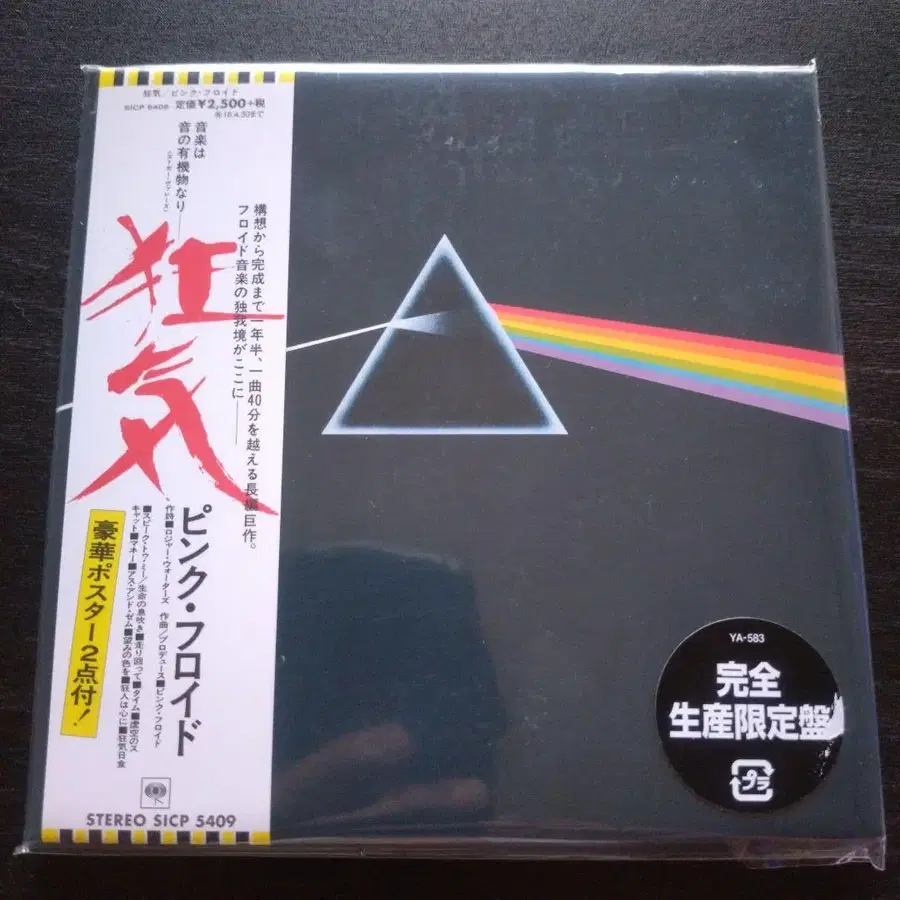 狂気/ピンク・フロイド
SICP 5409 定価¥2,500+税
音楽は
音の有機物なり──
構想から完成まで一年半、一曲40分を越える長編巨作。
フロイド音楽の独我境がここに──
狂気
ピンク・フロイド
作詩■ロジャー・ウォーターズ 作曲/プロデュース■ピンク・フロイド
■スピーク・トゥ・ミー/生命の息吹き■走り回って■タイム■虚空のス
キャット■マネー■アス・アンド・ゼム■望みの色を■狂人は心に■狂気日食
豪華ポスター2点付!
STEREO SICP 5409
YA-583
完全
生産限定盤
プラ